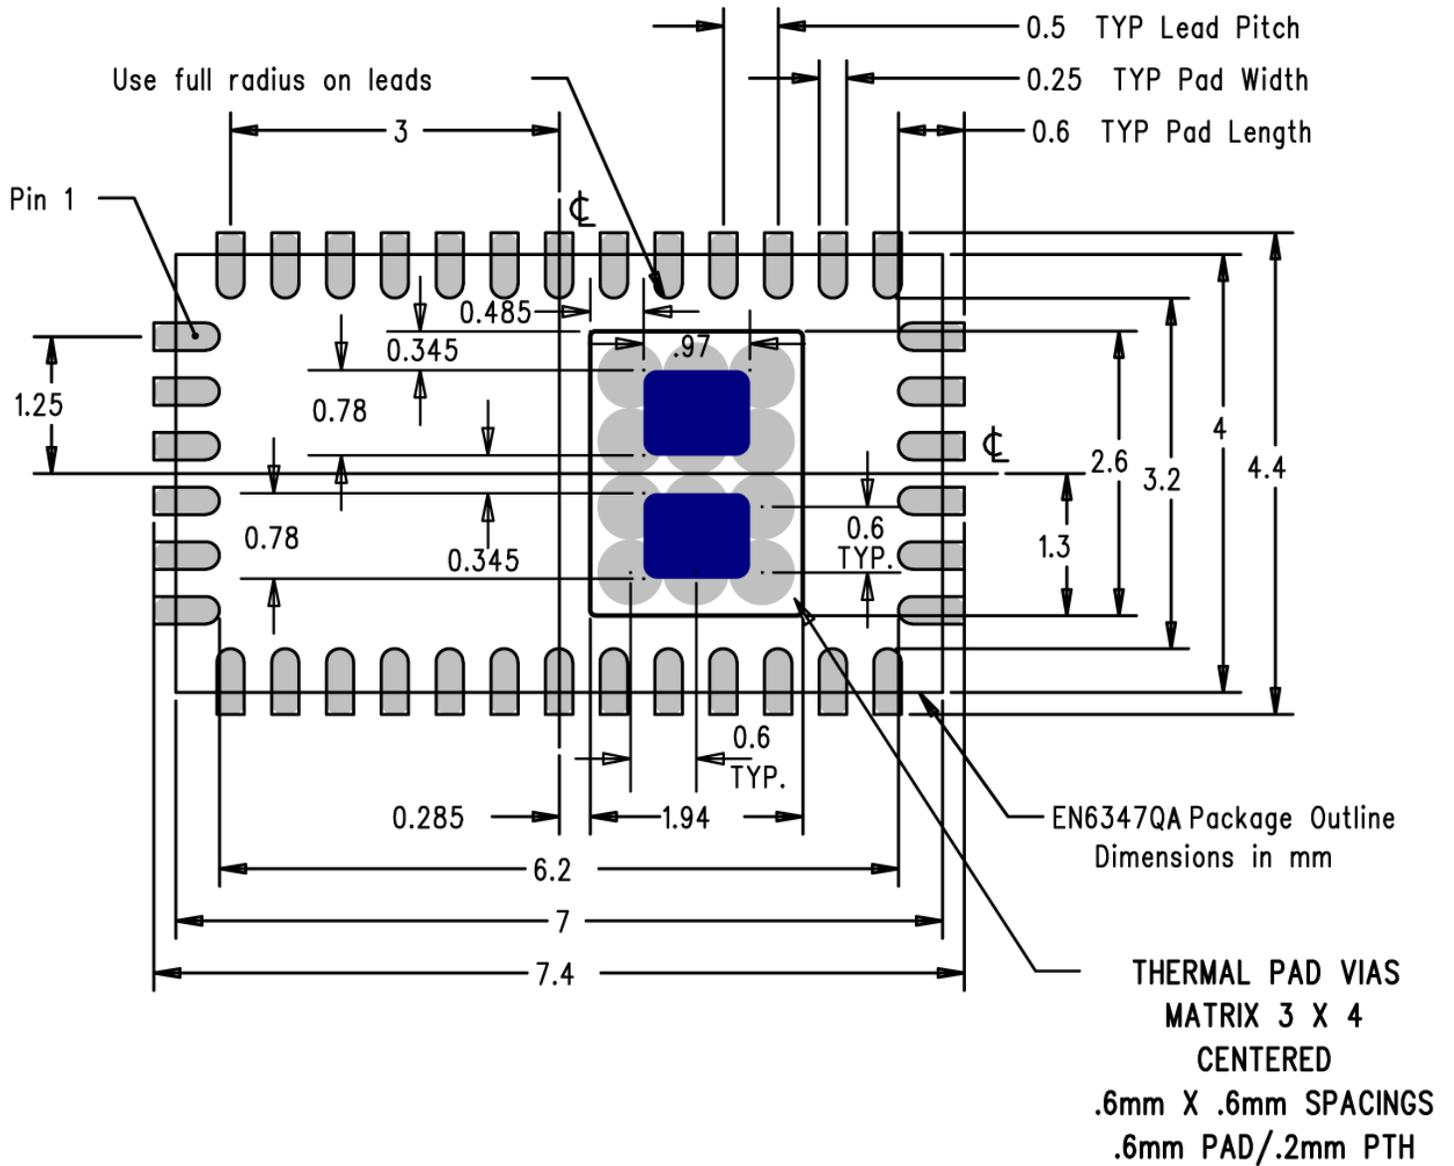 0.5 TYP Lead Pitch
Use full radius on leads
0.25 TYP Pad Width
3
0.6 TYP Pad Length
Pin 1
℄
0.485
0.345
.97
1.25
0.78
4
℄
2.6
3.2
4.4
0.78
0.345
0.6
TYP.
1.3
0.6
TYP.
0.285
1.94
EN6347QA Package Outline
Dimensions in mm
6.2
7
7.4
THERMAL PAD VIAS
MATRIX 3 X 4
CENTERED
.6mm X .6mm SPACINGS
.6mm PAD/.2mm PTH